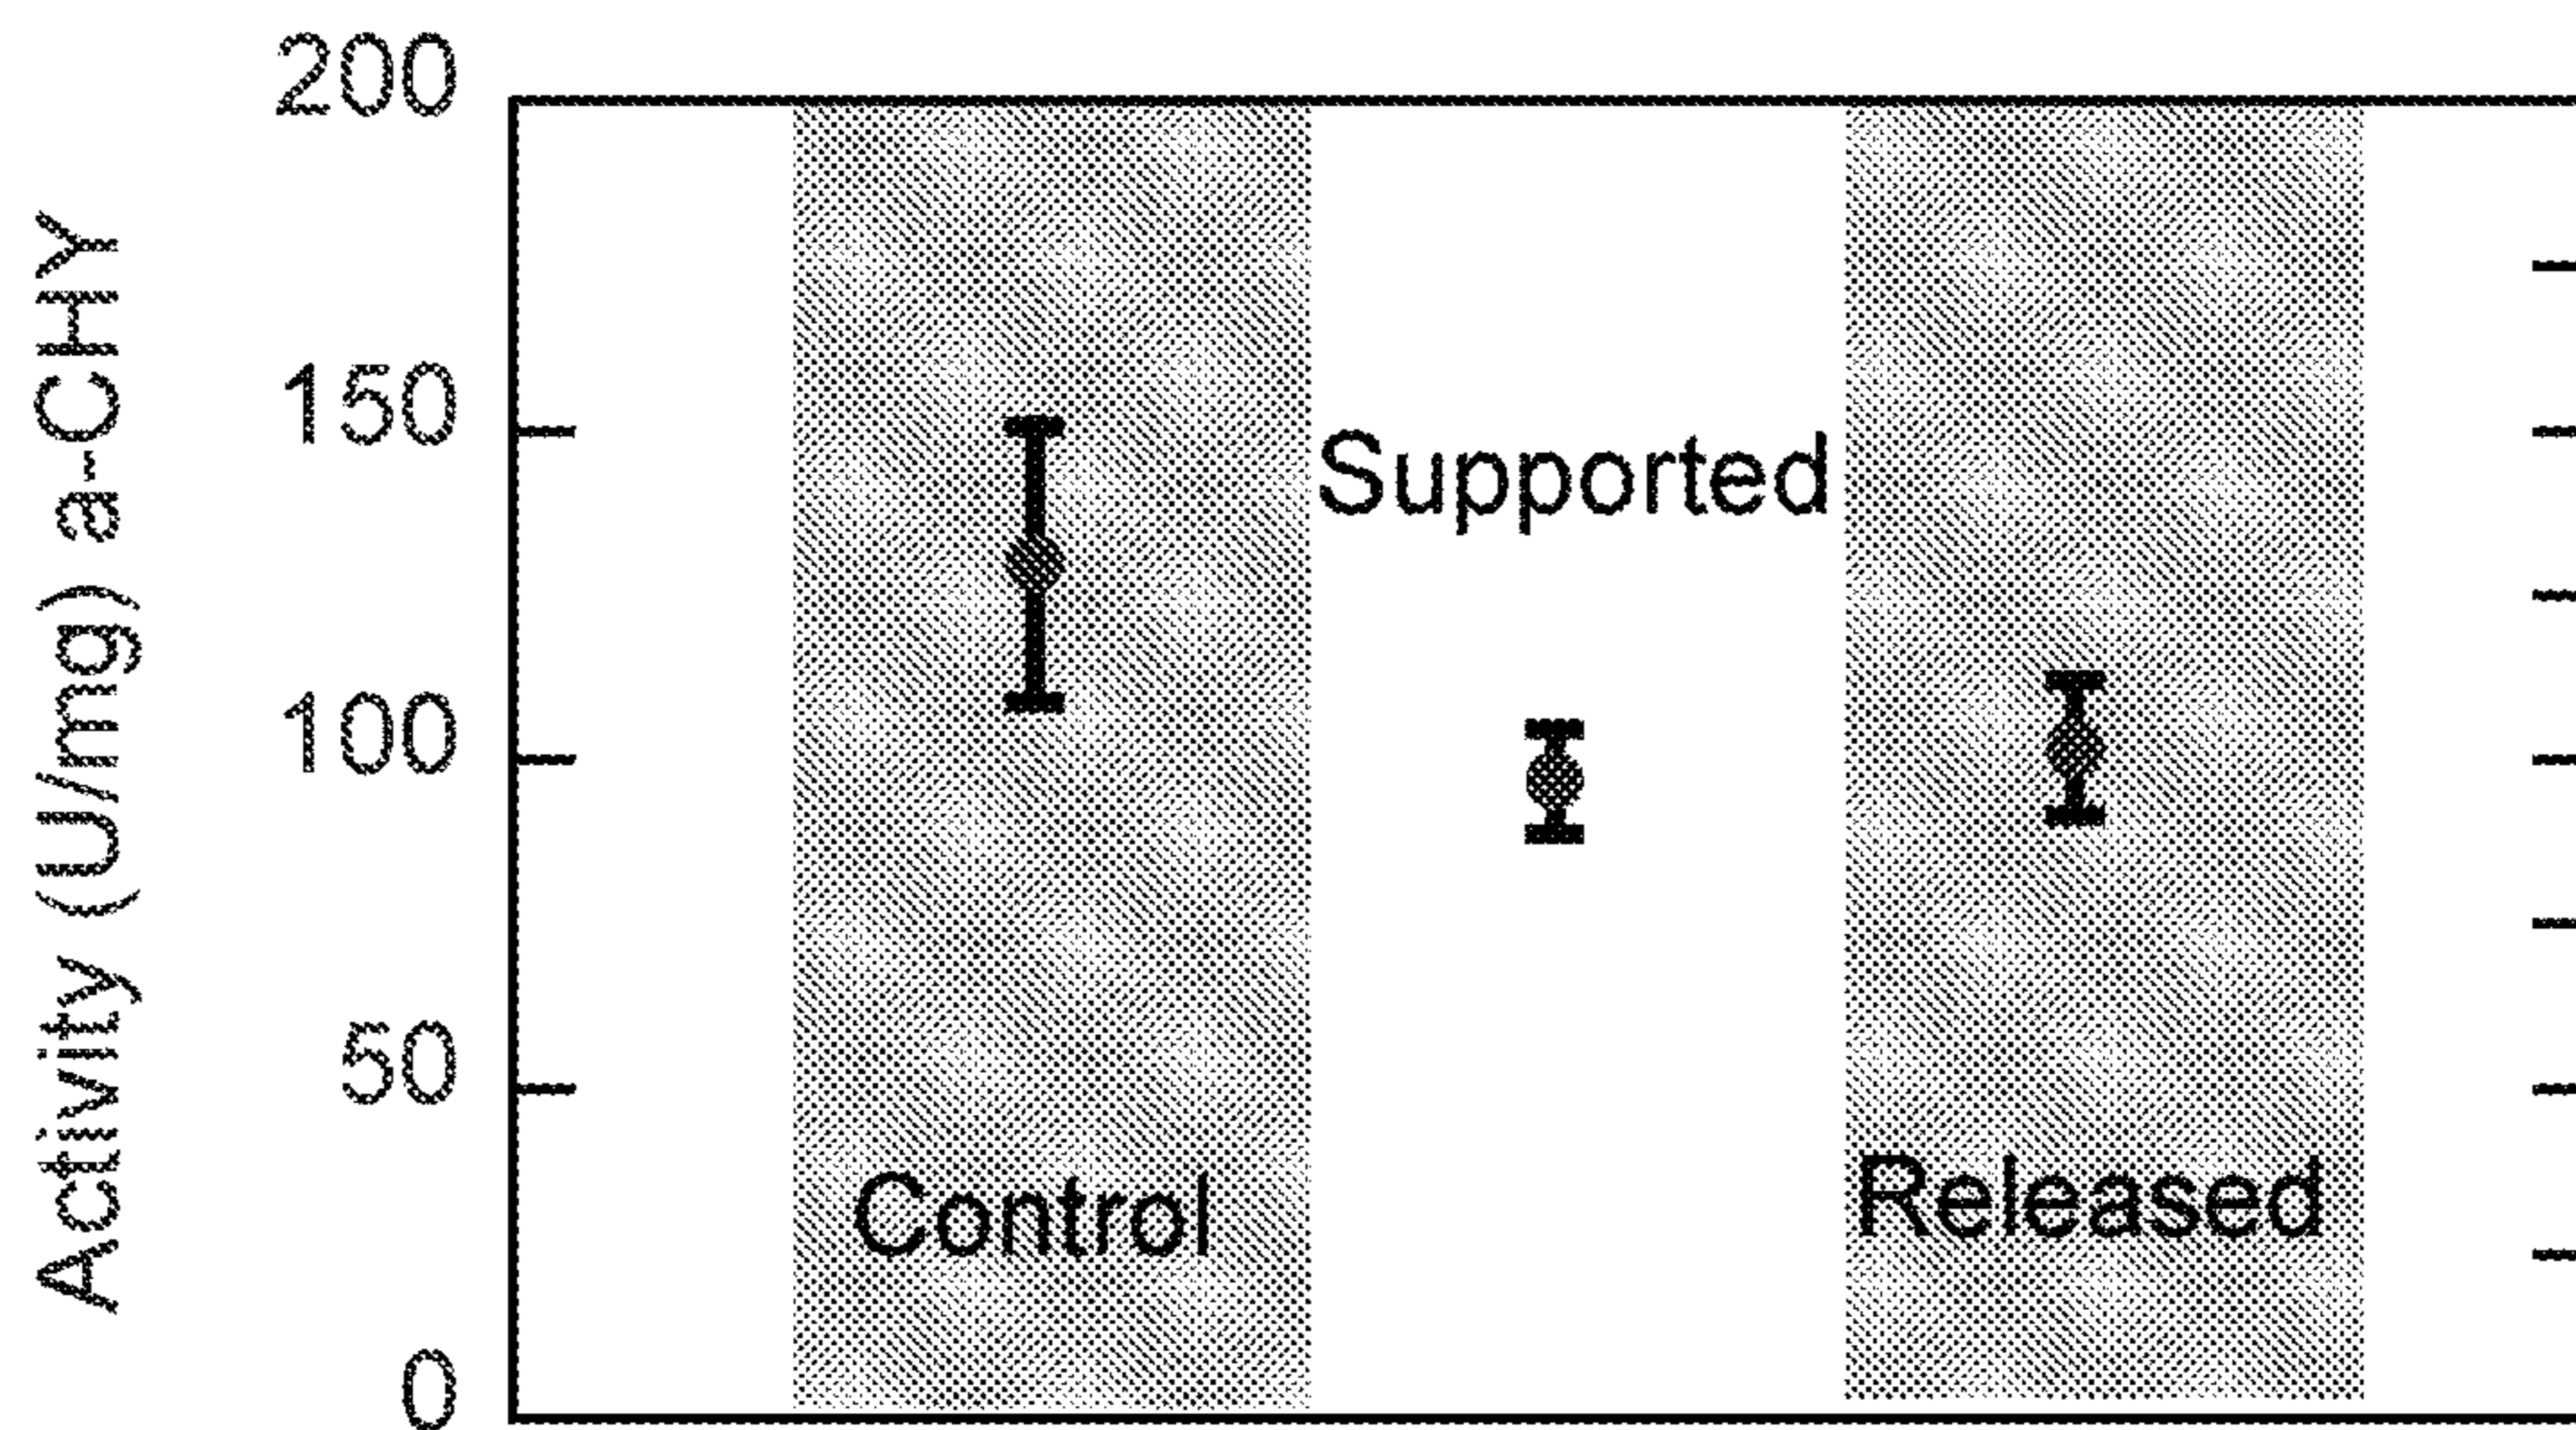 Activity (U/mg) a-CHY
200
150
100
50
0
Supported
Control
Released